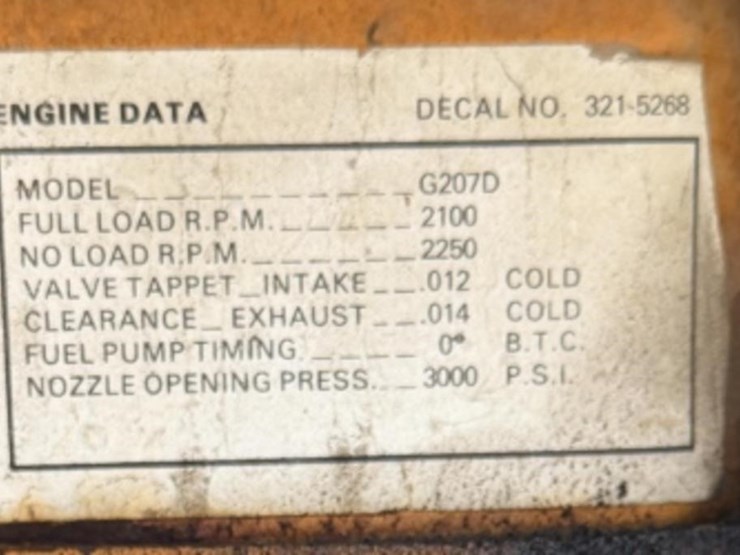 ENGINE DATA DECAL NO. 321-5268
MODEL G207D
FULL LOAD R.P.M. 2100
NO LOAD R.P.M. 2250
VALVE TAPPET INTAKE .012 COLD
CLEARANCE EXHAUST .014 COLD
FUEL PUMP TIMING 0° B.T.C.
NOZZLE OPENING PRESS. 3000 P.S.I.